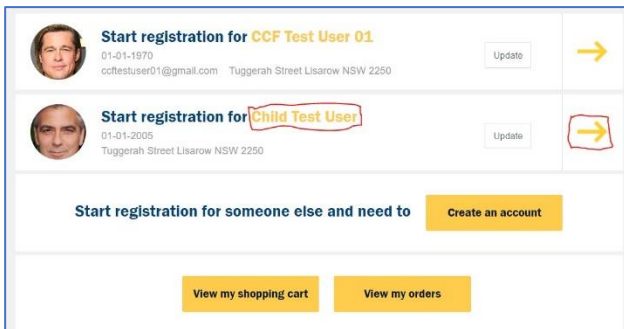 Start registration for CCF Test User 01
01-01-1970
ccftestuser01@gmail.com Tuggerah Street Lisarow NSW 2250
Update
Start registration for Child Test User
01-01-2005
Tuggerah Street Lisarow NSW 2250
Update
Start registration for someone else and need to Create an account
View my shopping cart View my orders